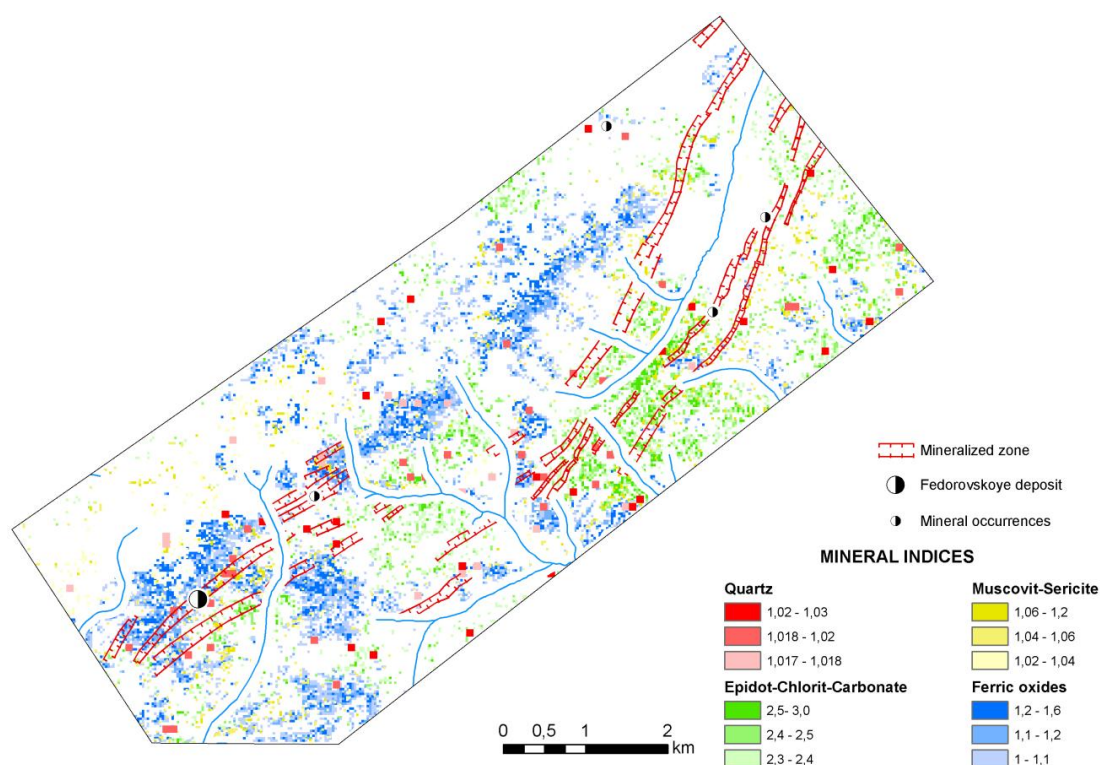 Mineralized zone
Fedorovskoye deposit
Mineral occurrences
MINERAL INDICES
Quartz
1,02 - 1,03
1,018 - 1,02
1,017 - 1,018
Epidot-Chlorit-Carbonate
2,5- 3,0
2,4 - 2,5
2,3 - 2,4
Muscovit-Sericite
1,06 - 1,2
1,04 - 1,06
1,02 - 1,04
Ferric oxides
1,2 - 1,6
1,1 - 1,2
1 - 1,1
0 0,5 1 2
km